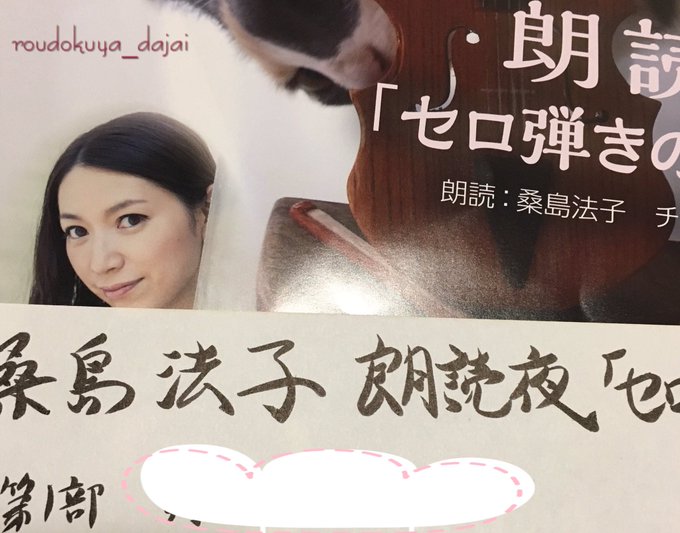 roudokuya_dajai
・朗読
「セロ弾きの
朗読：桑島法子　チ
桑島法子 朗読夜「セロ
第1部